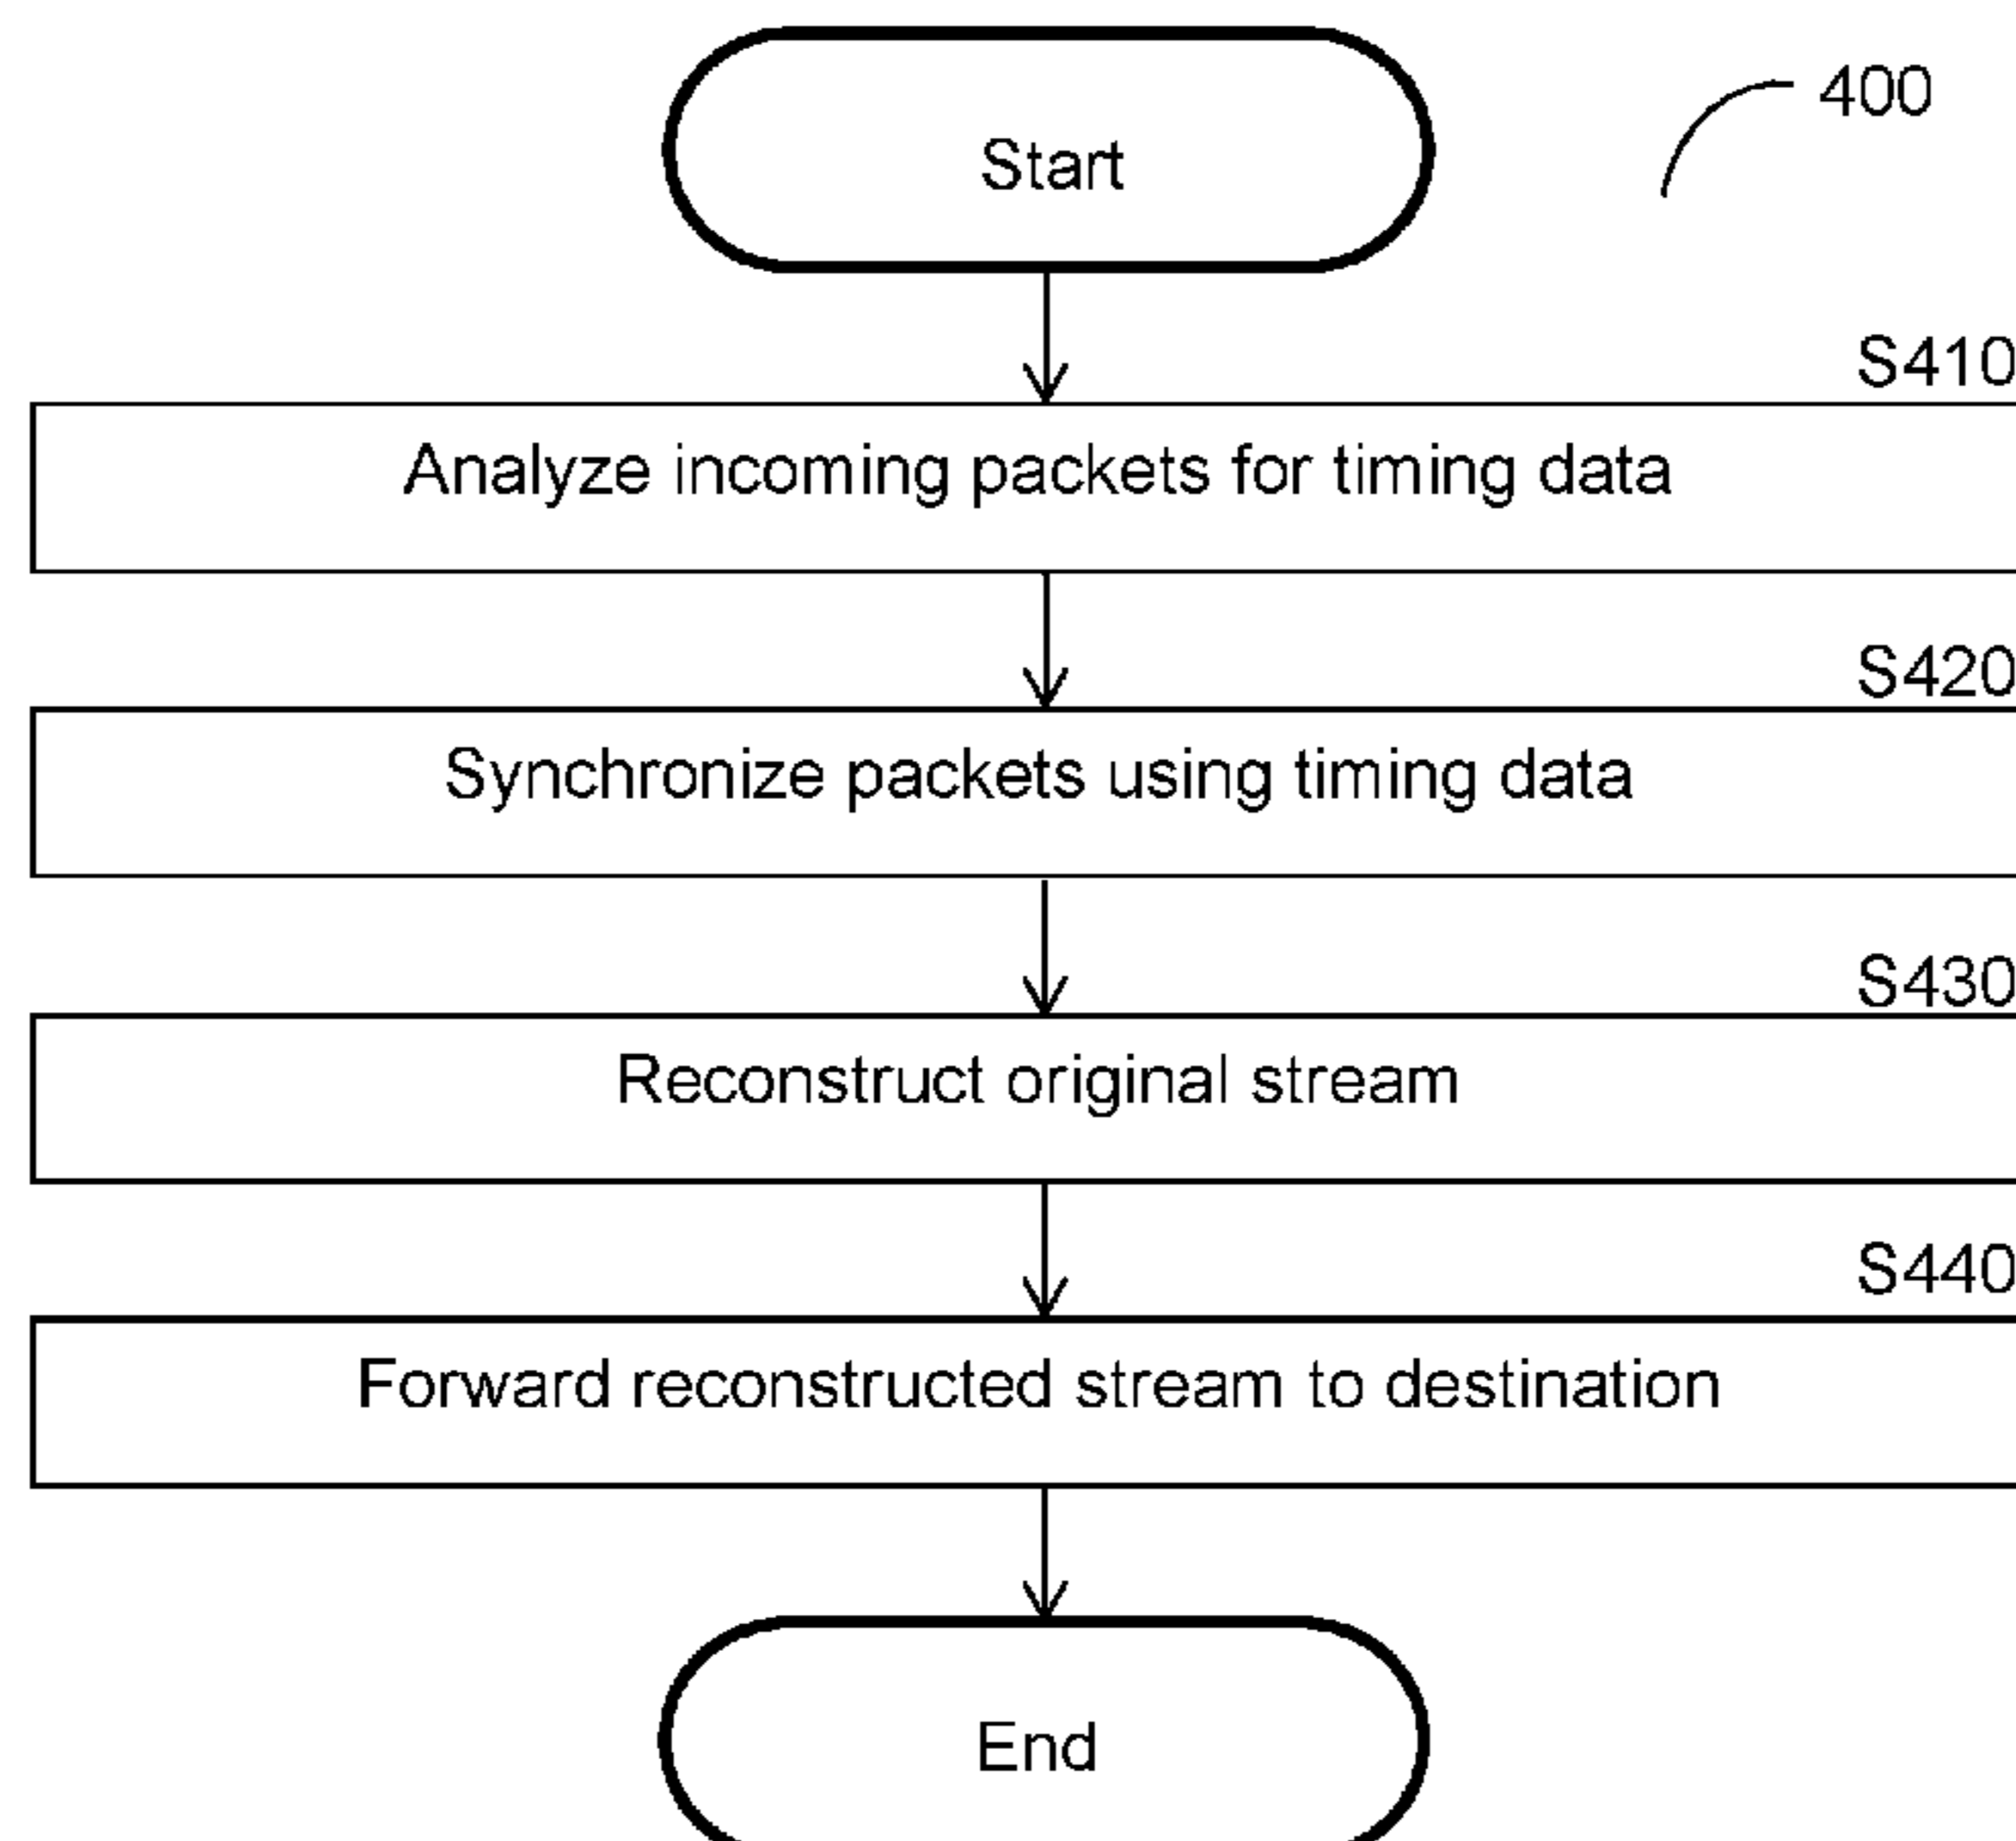 Start
400
S410
Analyze incoming packets for timing data
S420
Synchronize packets using timing data
S430
Reconstruct original stream
S440
Forward reconstructed stream to destination
End